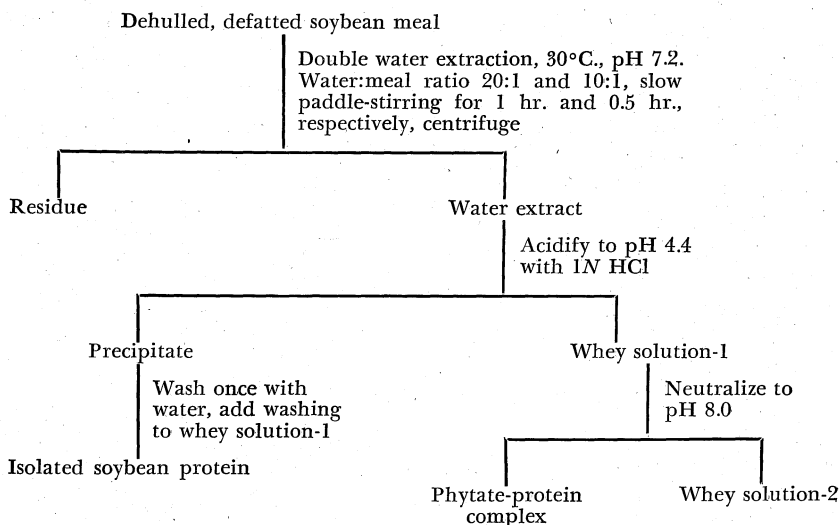 Dehulled, defatted soybean meal
Double water extraction, 30°C., pH 7.2.
Water:meal ratio 20:1 and 10:1, slow
paddle-stirring for 1 hr. and 0.5 hr.,
respectively, centrifuge
Residue
Water extract
Acidify to pH 4.4
with 1N HCl
Precipitate
Whey solution-1
Wash once with
water, add washing
to whey solution-1
Neutralize to
pH 8.0
Isolated soybean protein
Phytate-protein
complex
Whey solution-2